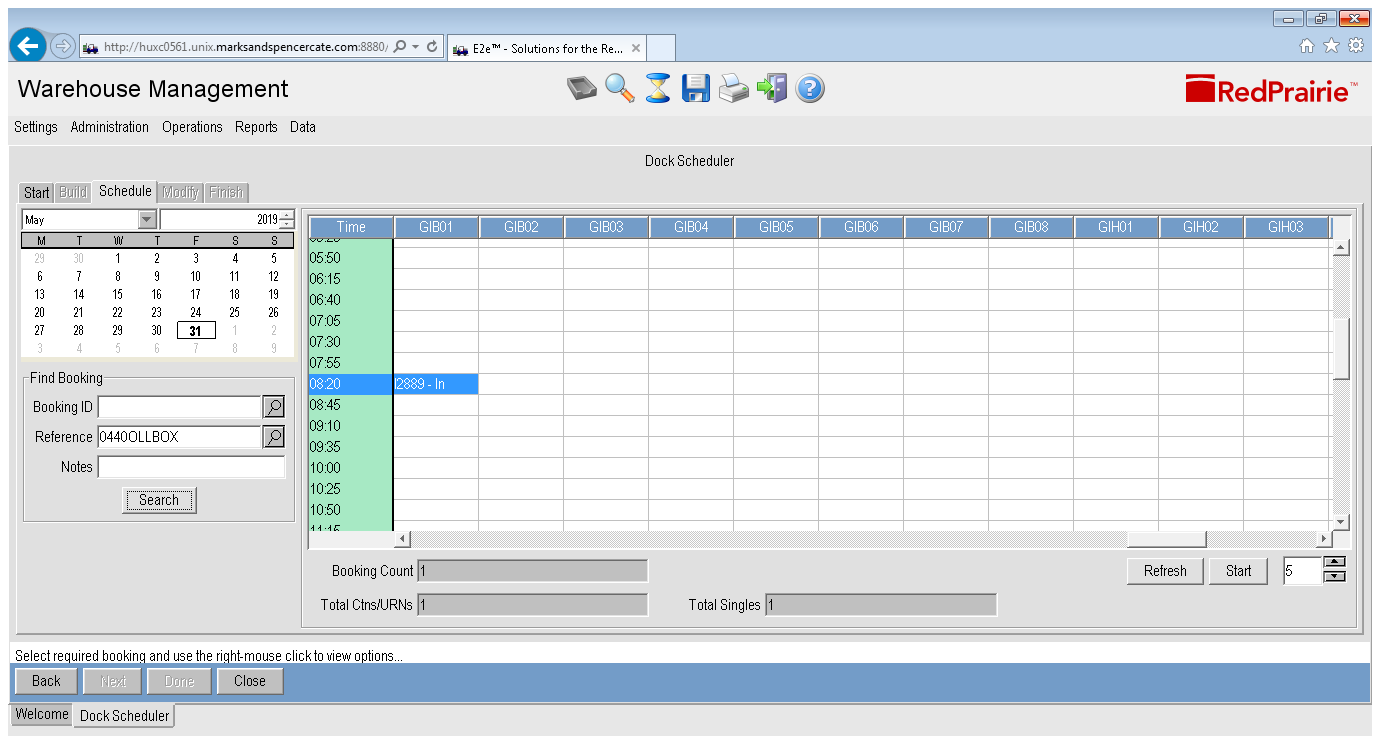 http://huxc0561.unix.marksandspencercate.com:8880/
E2e™ - Solutions for the Re...
Warehouse Management
RedPrairie™
Settings Administration Operations Reports Data
Dock Scheduler
Start Build Schedule Modify Finish
May 2019
M T W T F S S
29 30 1 2 3 4 5
6 7 8 9 10 11 12
13 14 15 16 17 18 19
20 21 22 23 24 25 26
27 28 29 30 31 1 2
3 4 5 6 7 8 9
Find Booking
Booking ID
Reference 0440OLLBOX
Notes
Search
Time GIB01 GIB02 GIB03 GIB04 GIB05 GIB06 GIB07 GIB08 GIH01 GIH02 GIH03
05:50
06:15
06:40
07:05
07:30
07:55
08:20 I2889 - In
08:45
09:10
09:35
10:00
10:25
10:50
11:15
Booking Count 1
Refresh Start 5
Total Ctns/URNs 1 Total Singles 1
Select required booking and use the right-mouse click to view options...
Back Next Done Close
Welcome Dock Scheduler